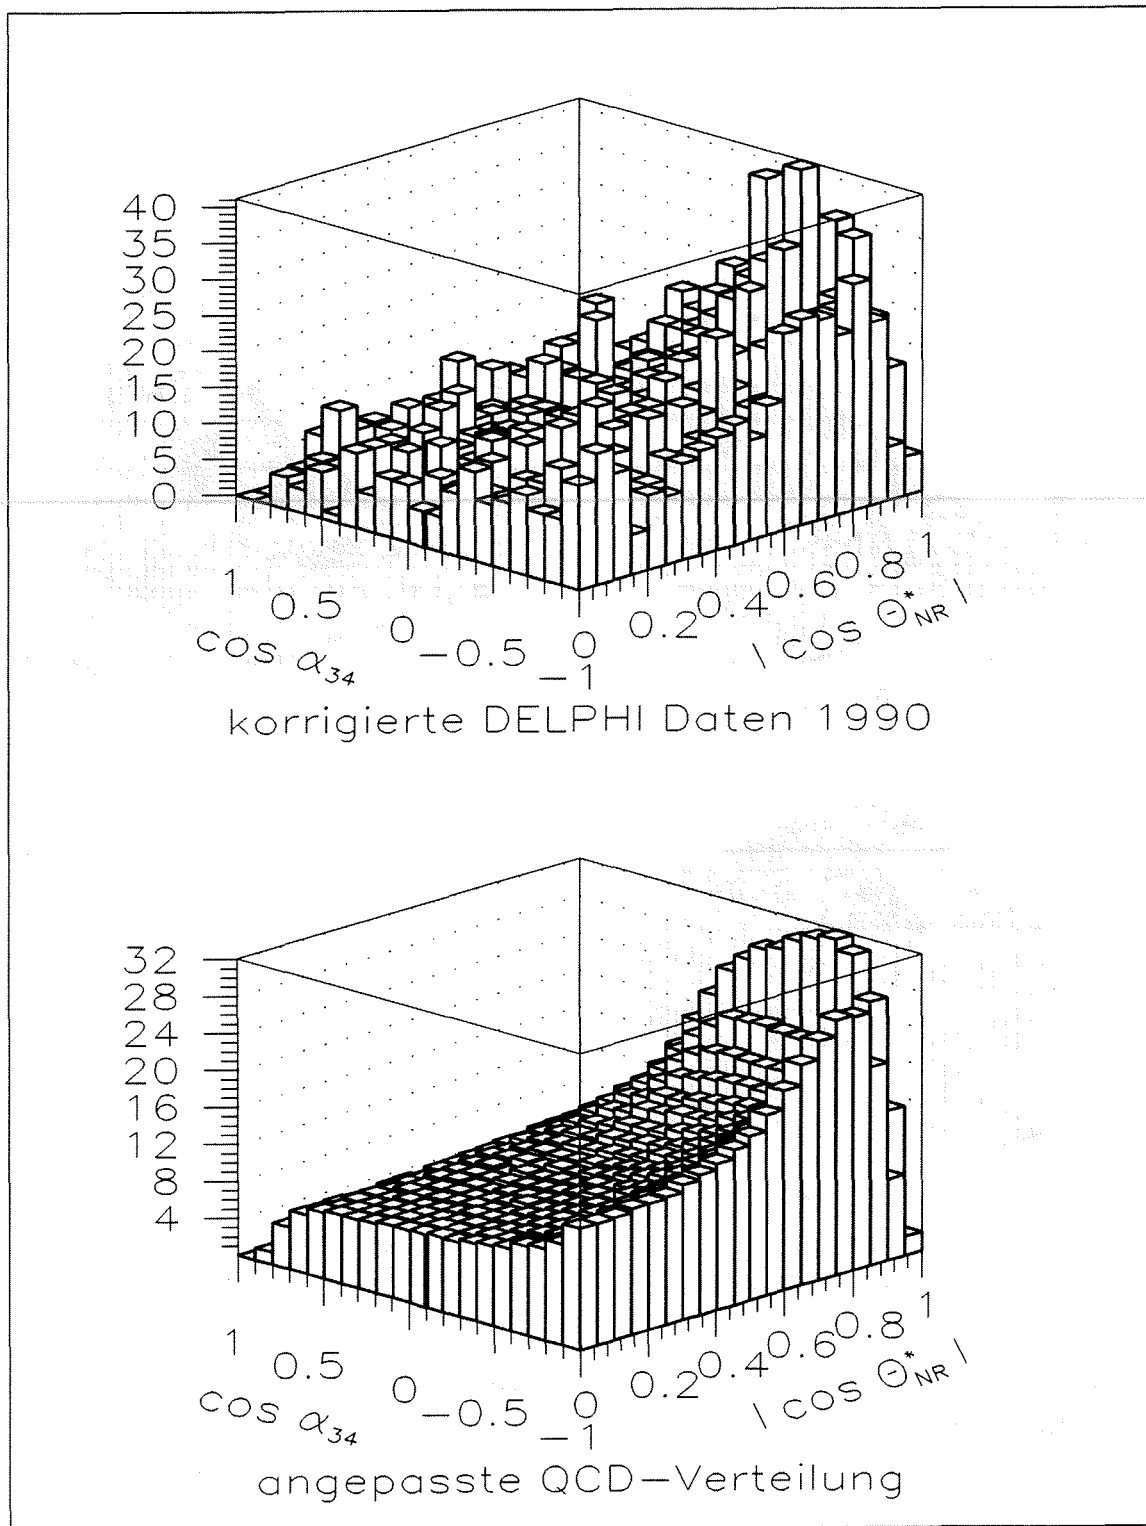 40
35
30
25
20
15
10
5
0
1 0.5 0 −0.5 −1
0 0.2 0.4 0.6 0.8 1
cos α34
| cos Θ*NR |
korrigierte DELPHI Daten 1990
32
28
24
20
16
12
8
4
1 0.5 0 −0.5 −1
0 0.2 0.4 0.6 0.8 1
cos α34
| cos Θ*NR |
angepasste QCD−Verteilung